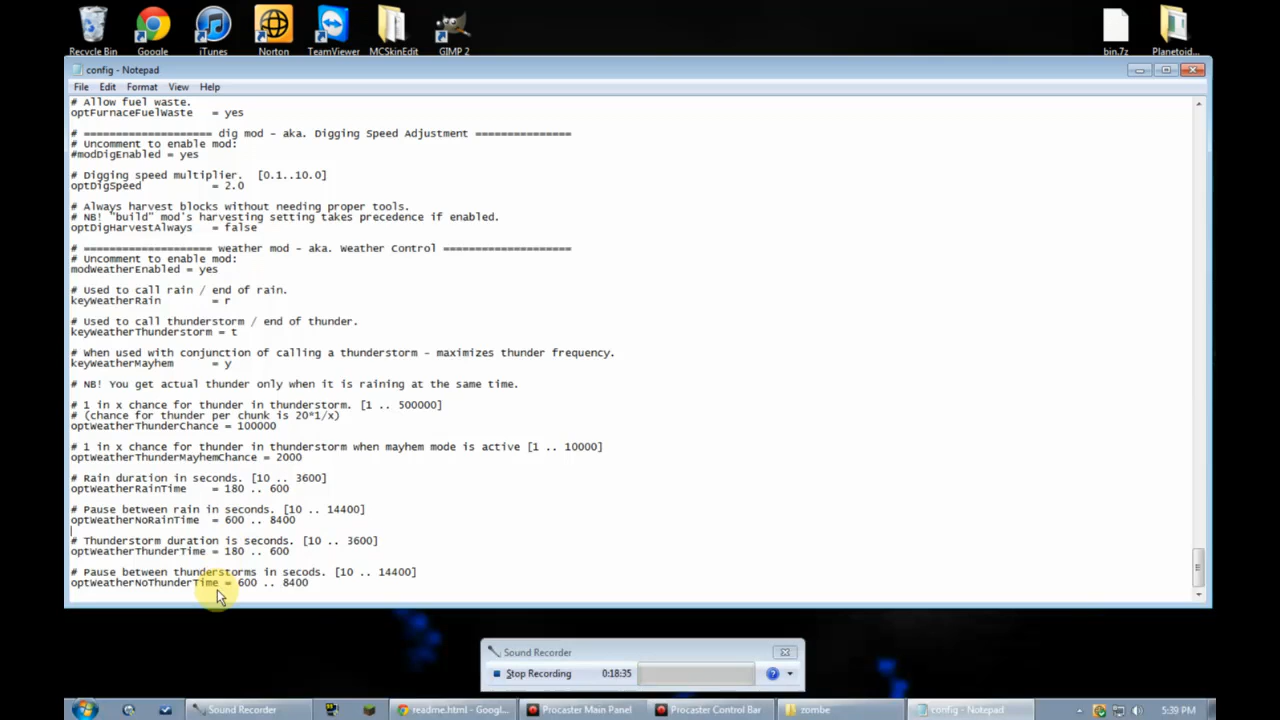 Recycle Bin
Google
iTunes
Norton
TeamViewer
MCSkinEdit
GIMP 2
bin.7z
Planetoid...
config - Notepad
File Edit Format View Help
# Allow fuel waste.
optFurnaceFuelWaste = yes
# ==================== dig mod - aka. Digging Speed Adjustment ===============
# Uncomment to enable mod:
#modDigEnabled = yes
# Digging speed multiplier. [0.1..10.0]
optDigSpeed = 2.0
# Always harvest blocks without needing proper tools.
# NB! "build" mod's harvesting setting takes precedence if enabled.
optDigHarvestAlways = false
# ==================== weather mod - aka. Weather Control ====================
# Uncomment to enable mod:
modWeatherEnabled = yes
# Used to call rain / end of rain.
keyWeatherRain = r
# Used to call thunderstorm / end of thunder.
keyWeatherThunderstorm = t
# When used with conjunction of calling a thunderstorm - maximizes thunder frequency.
keyWeatherMayhem = y
# NB! You get actual thunder only when it is raining at the same time.
# 1 in x chance for thunder in thunderstorm. [1 .. 500000]
# (chance for thunder per chunk is 20*1/x)
optWeatherThunderChance = 100000
# 1 in x chance for thunder in thunderstorm when mayhem mode is active [1 .. 10000]
optWeatherThunderMayhemChance = 2000
# Rain duration in seconds. [10 .. 3600]
optWeatherRainTime = 180 .. 600
# Pause between rain in seconds. [10 .. 14400]
optWeatherNoRainTime = 600 .. 8400
# Thunderstorm duration is seconds. [10 .. 3600]
optWeatherThunderTime = 180 .. 600
# Pause between thunderstorms in secods. [10 .. 14400]
optWeatherNoThunderTime = 600 .. 8400
Sound Recorder
Stop Recording 0:18:35
Sound Recorder
readme.html - Googl...
Procaster Main Panel
Procaster Control Bar
zombe
config - Notepad
5:39 PM